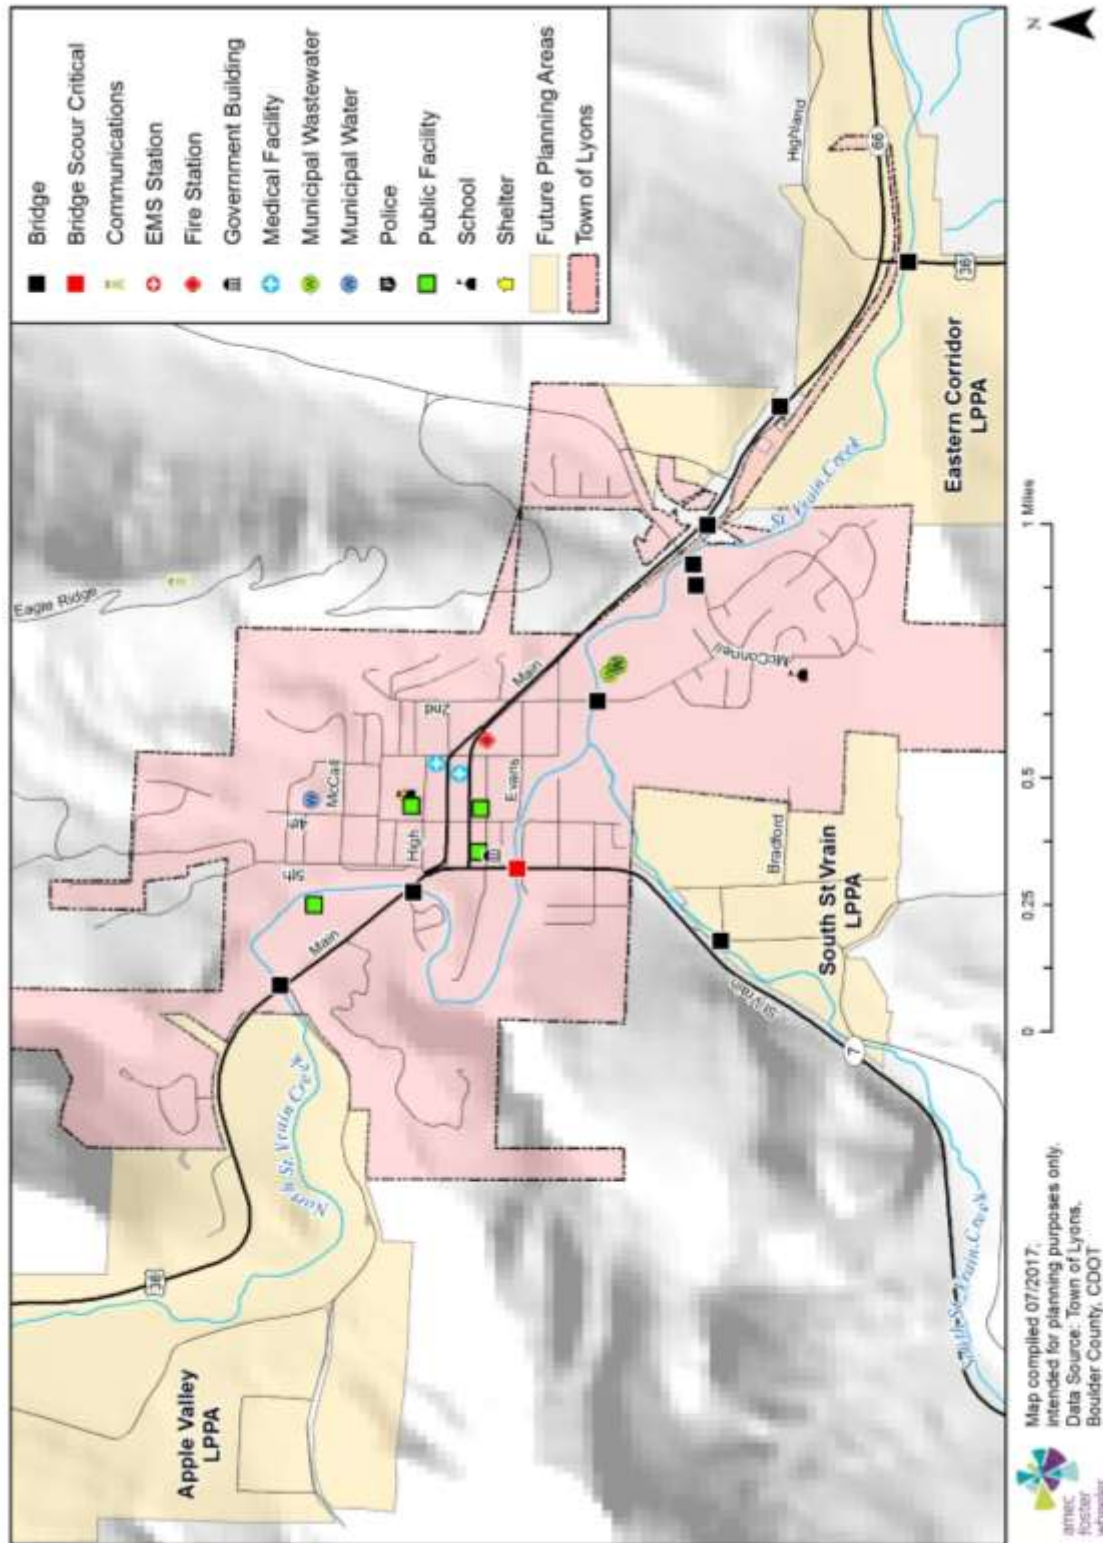 Bridge
Bridge Scour Critical
Communications
EMS Station
Fire Station
Government Building
Medical Facility
Municipal Wastewater
Municipal Water
Police
Public Facility
School
Shelter
Future Planning Areas
Town of Lyons
N
Eagle Ridge
Highland
66
36
36
7
Apple Valley
LPPA
North St Vrain Creek
Main
5th
4th
McCall
High
2nd
Evans
Main
McConnell
St Vrain Creek
Eastern Corridor
LPPA
Bradford
South St Vrain
LPPA
St Vrain
South St Vrain Creek
0
0.25
0.5
1 Miles
amec
foster
wheeler
Map compiled 07/2017;
intended for planning purposes only.
Data Source: Town of Lyons,
Boulder County, CDOT